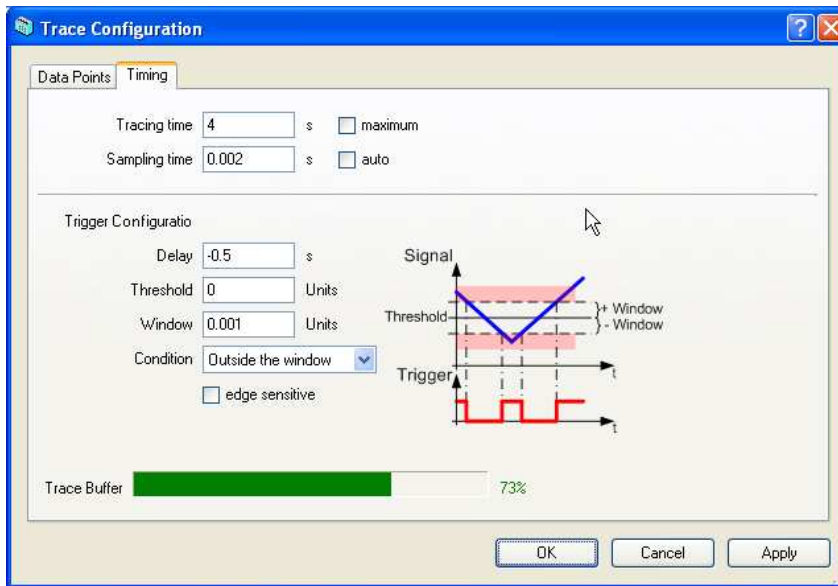 Trace Configuration
Data Points Timing
Tracing time 4 s maximum
Sampling time 0.002 s auto
Trigger Configuratio
Delay -0.5 s
Threshold 0 Units
Window 0.001 Units
Condition Outside the window
edge sensitive
Signal
Threshold
+ Window
- Window
t
Trigger
t
Trace Buffer 73%
OK Cancel Apply